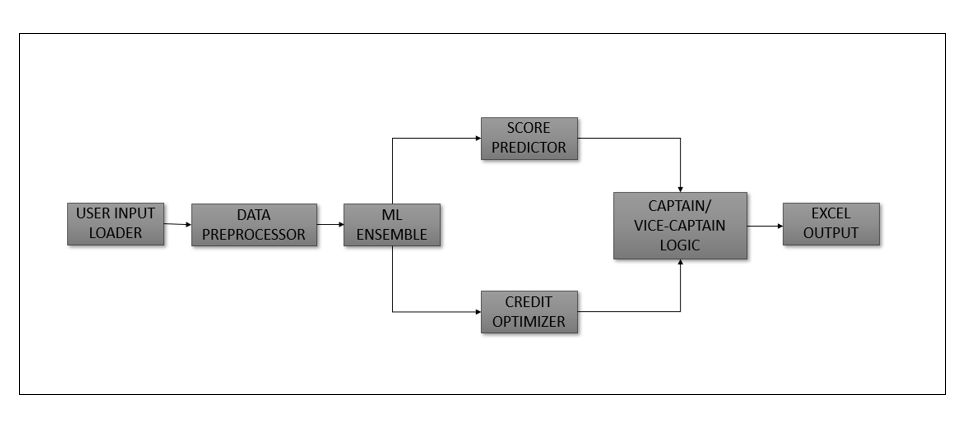 USER INPUT
LOADER
DATA
PREPROCESSOR
ML
ENSEMBLE
SCORE
PREDICTOR
CREDIT
OPTIMIZER
CAPTAIN/
VICE-CAPTAIN
LOGIC
EXCEL
OUTPUT